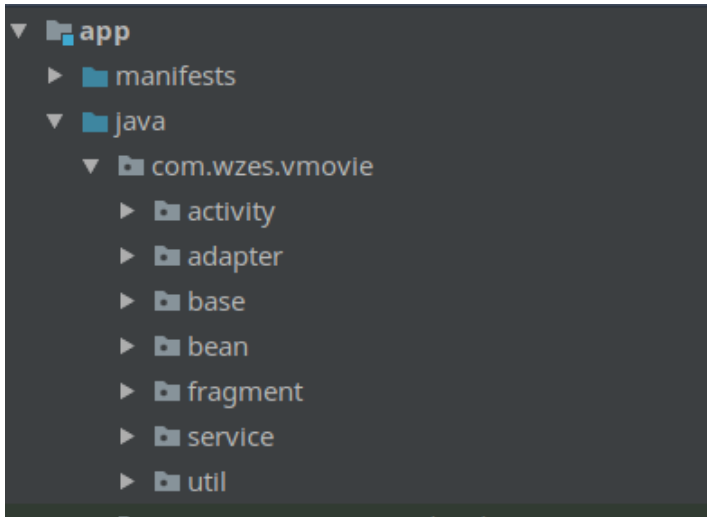 app
manifests
java
com.wzes.vmovie
activity
adapter
base
bean
fragment
service
util